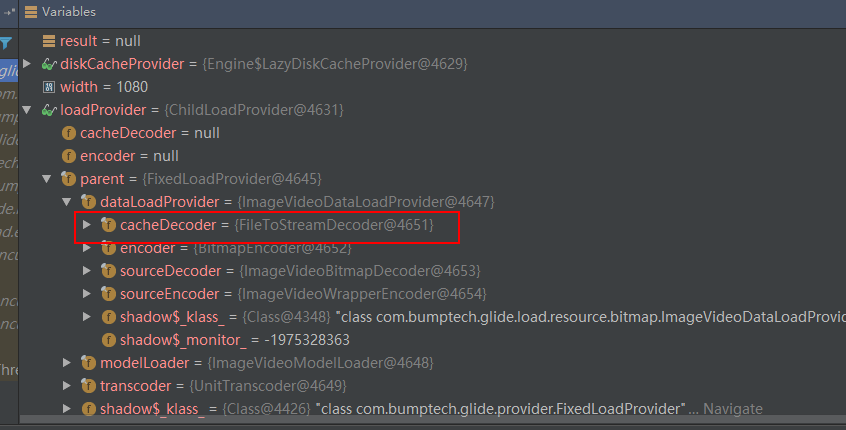 Variables
result = null
diskCacheProvider = {Engine$LazyDiskCacheProvider@4629}
width = 1080
loadProvider = {ChildLoadProvider@4631}
cacheDecoder = null
encoder = null
parent = {FixedLoadProvider@4645}
dataLoadProvider = {ImageVideoDataLoadProvider@4647}
cacheDecoder = {FileToStreamDecoder@4651}
encoder = {BitmapEncoder@4652}
sourceDecoder = {ImageVideoBitmapDecoder@4653}
sourceEncoder = {ImageVideoWrapperEncoder@4654}
shadow$_klass_ = {Class@4348} "class com.bumptech.glide.load.resource.bitmap.ImageVideoDataLoadProvid
shadow$_monitor_ = -1975328363
modelLoader = {ImageVideoModelLoader@4648}
transcoder = {UnitTranscoder@4649}
shadow$_klass_ = {Class@4426} "class com.bumptech.glide.provider.FixedLoadProvider" ... Navigate